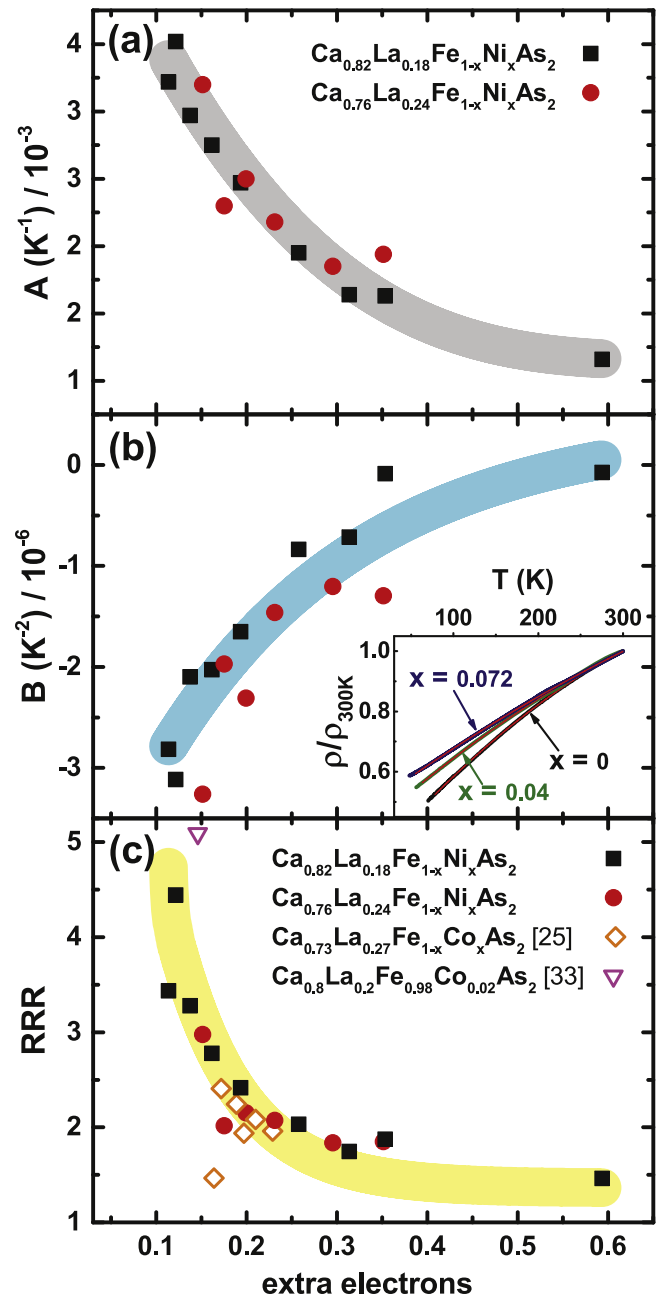 (a)
Ca0.82La0.18Fe1-xNixAs2
Ca0.76La0.24Fe1-xNixAs2
A (K-1) / 10-3
4
3
3
2
2
1
(b)
B (K-2) / 10-6
0
-1
-2
-3
T (K)
100 200 300
ρ/ρ300K
1.0
0.8
0.6
x = 0.072
x = 0
x = 0.04
(c)
Ca0.82La0.18Fe1-xNixAs2
Ca0.76La0.24Fe1-xNixAs2
Ca0.73La0.27Fe1-xCoxAs2 [25]
Ca0.8La0.2Fe0.98Co0.02As2 [33]
RRR
5
4
3
2
1
0.1 0.2 0.3 0.4 0.5 0.6
extra electrons